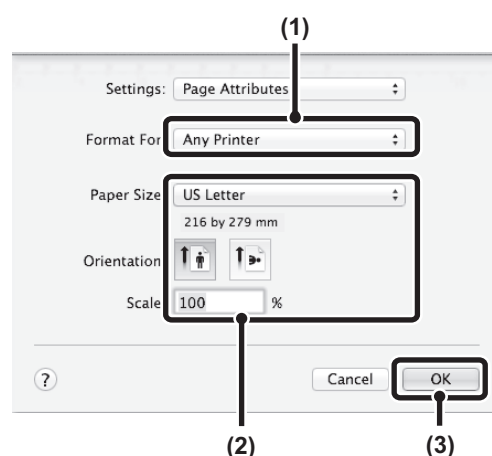 (1)
Settings: Page Attributes
Format For Any Printer
Paper Size US Letter
216 by 279 mm
Orientation
Scale 100 %
? Cancel OK
(2) (3)